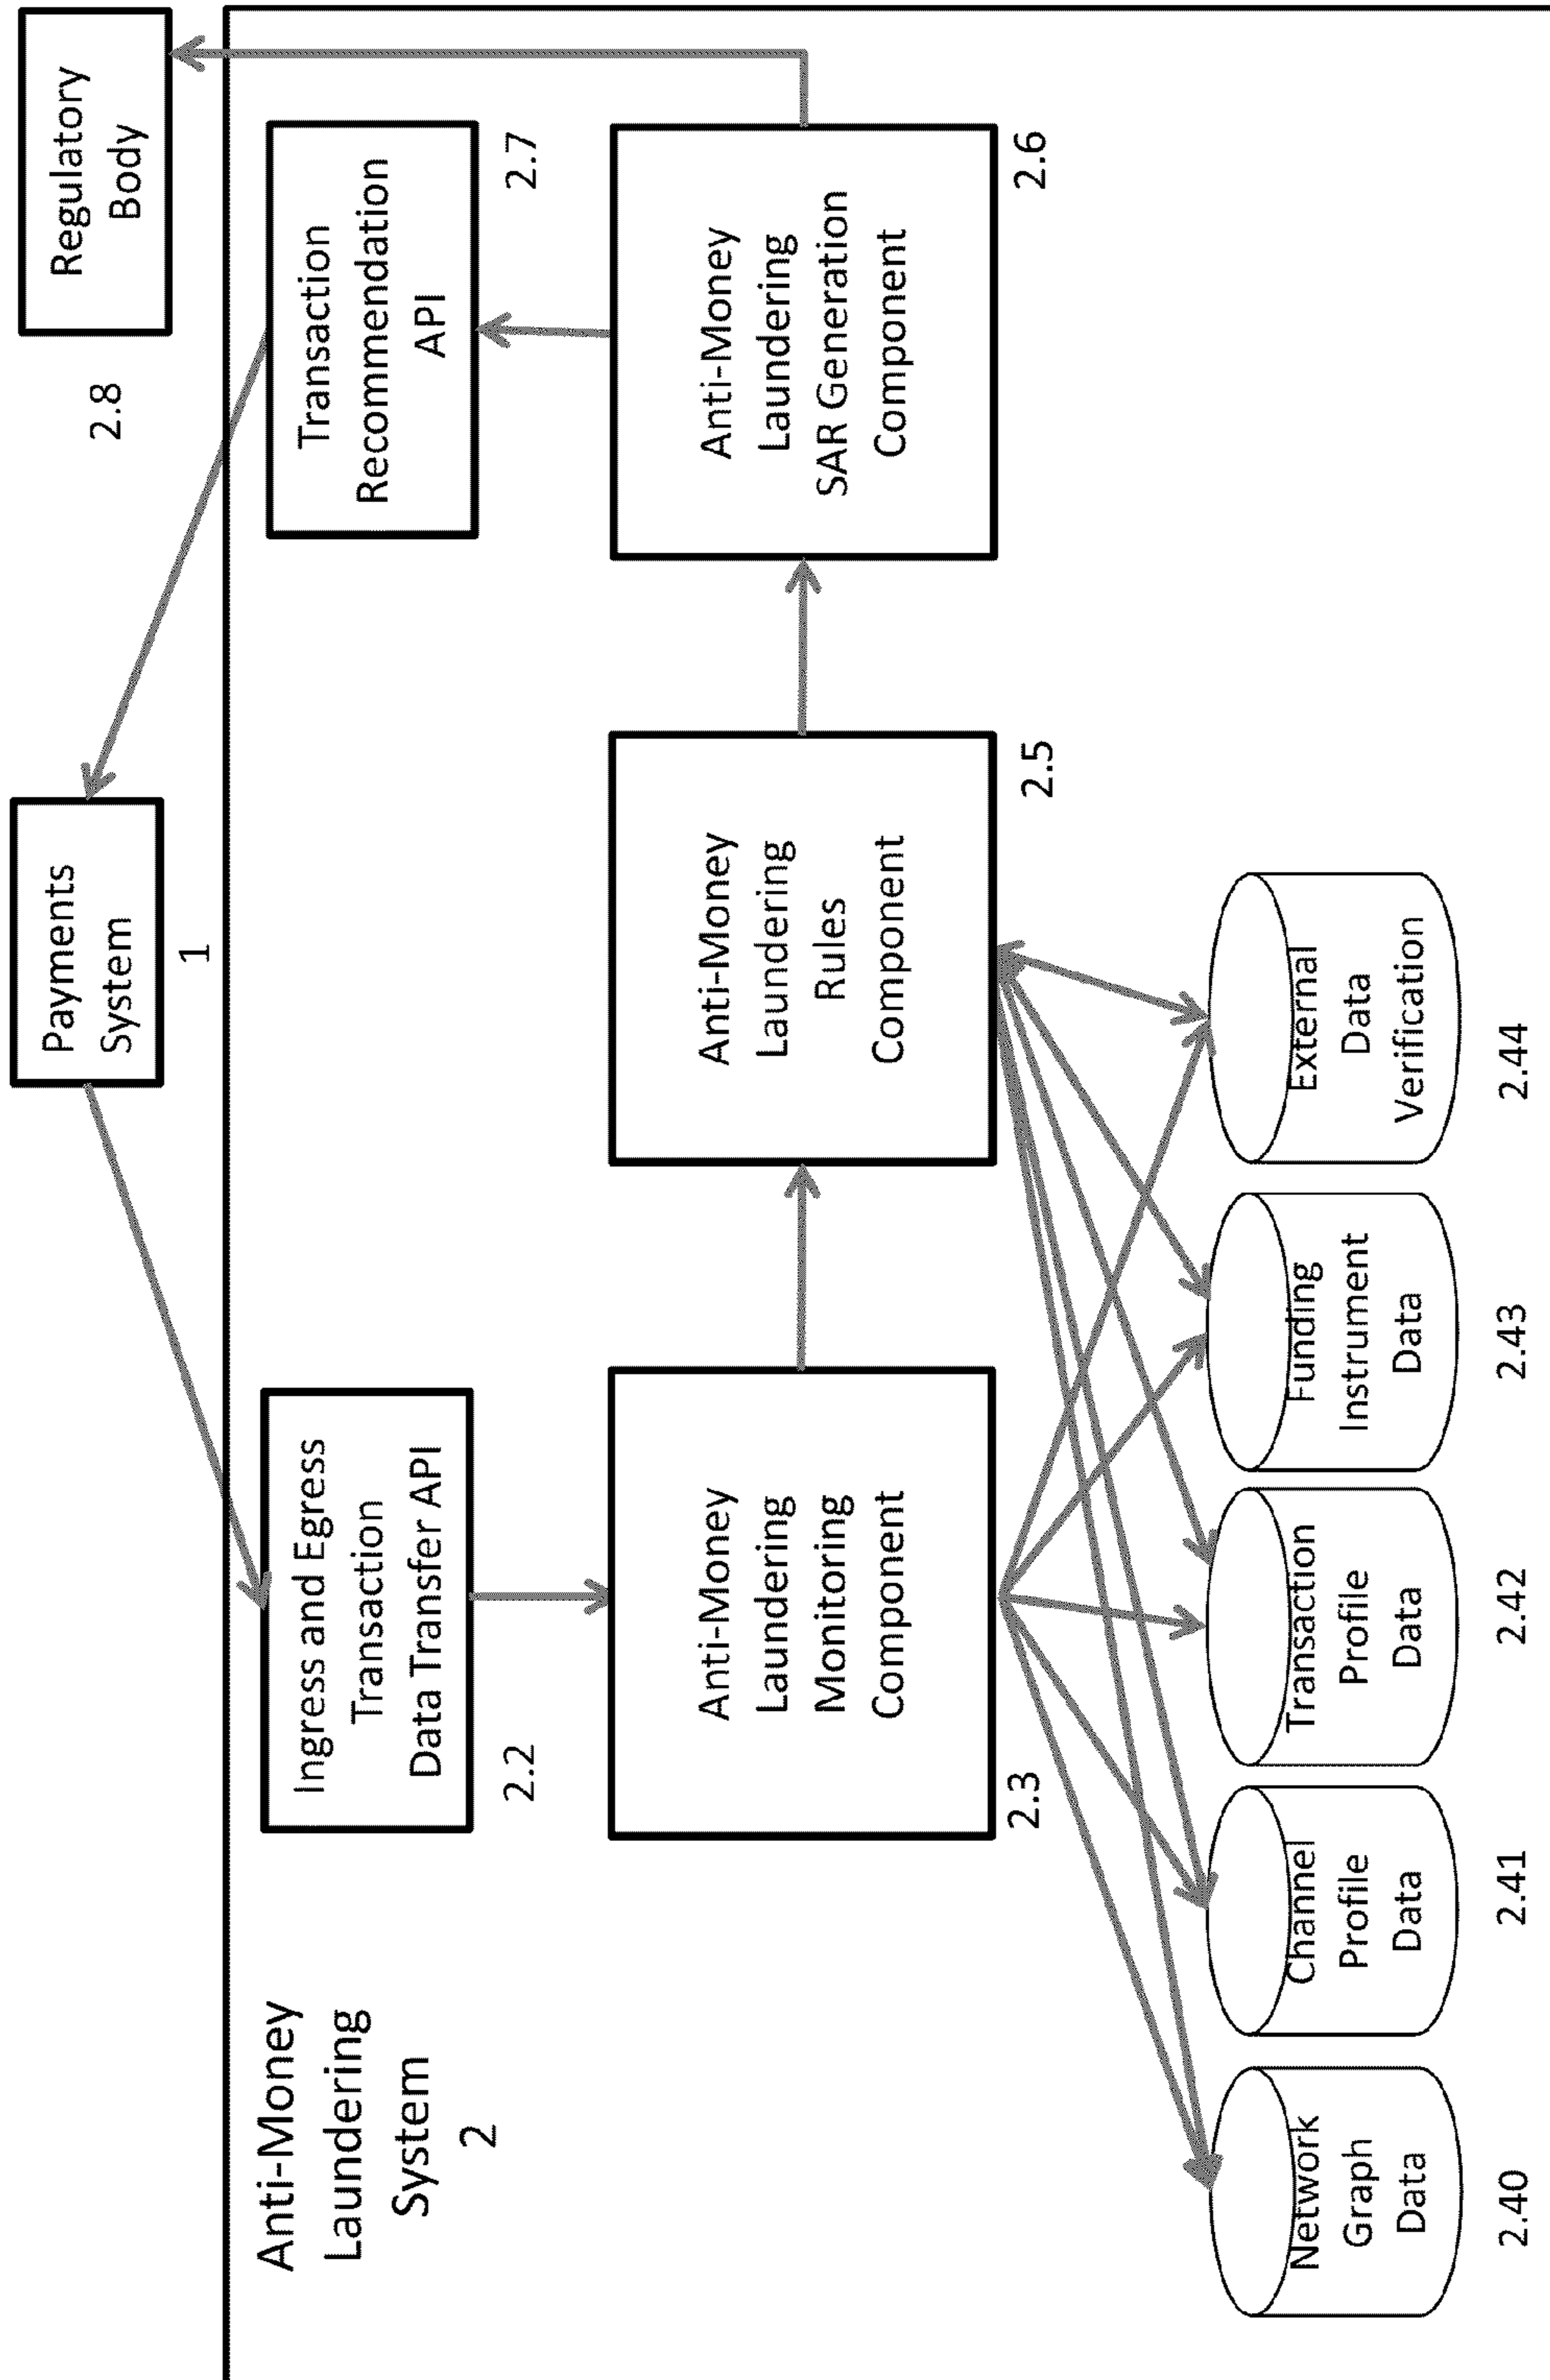 Payments
System
1
Regulatory
Body
2.8
Anti-Money
Laundering
System
2
Ingress and Egress
Transaction
Data Transfer API
2.2
Transaction
Recommendation
API
2.7
Anti-Money
Laundering
Monitoring
Component
2.3
Anti-Money
Laundering
Rules
Component
2.5
Anti-Money
Laundering
SAR Generation
Component
2.6
Network
Graph
Data
2.40
Channel
Profile
Data
2.41
Transaction
Profile
Data
2.42
Funding
Instrument
Data
2.43
External
Data
Verification
2.44